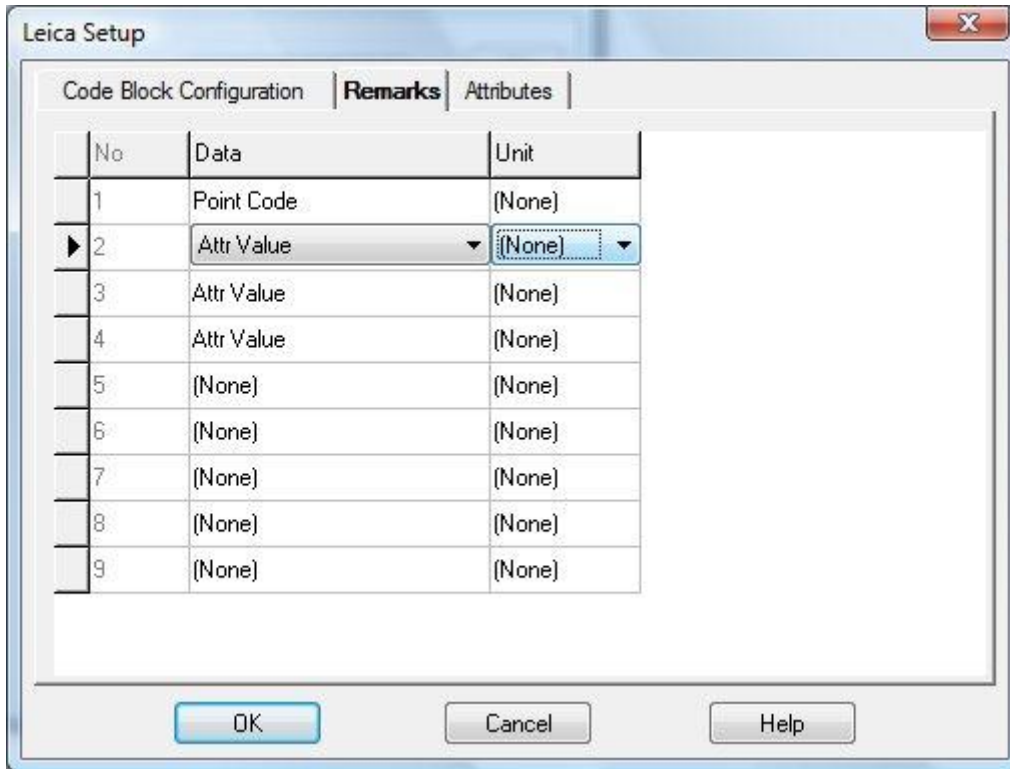 Leica Setup
Code Block Configuration Remarks Attributes
No Data Unit
1 Point Code (None)
2 Attr Value (None)
3 Attr Value (None)
4 Attr Value (None)
5 (None) (None)
6 (None) (None)
7 (None) (None)
8 (None) (None)
9 (None) (None)
OK Cancel Help